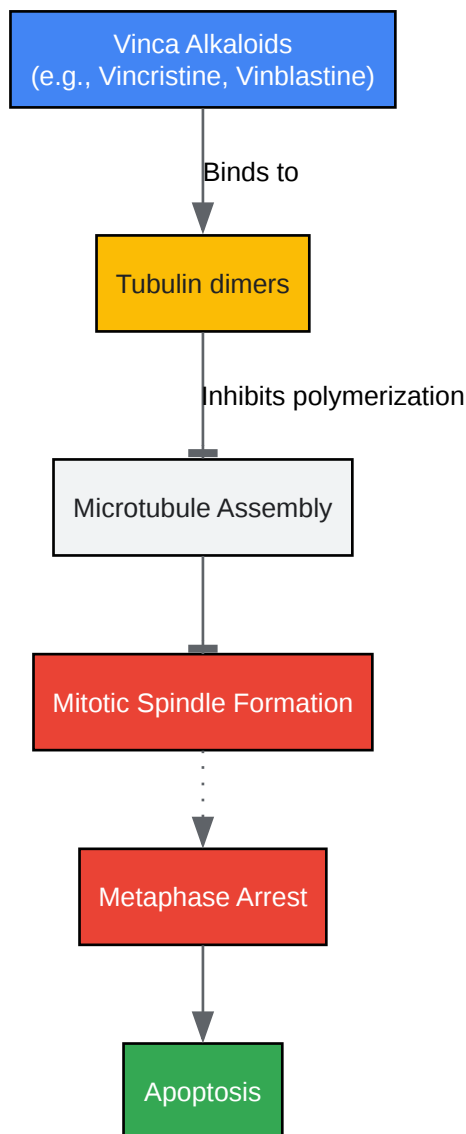 Vinca Alkaloids
(e.g., Vincristine, Vinblastine)
Binds to
Tubulin dimers
Inhibits polymerization
Microtubule Assembly
Mitotic Spindle Formation
Metaphase Arrest
Apoptosis